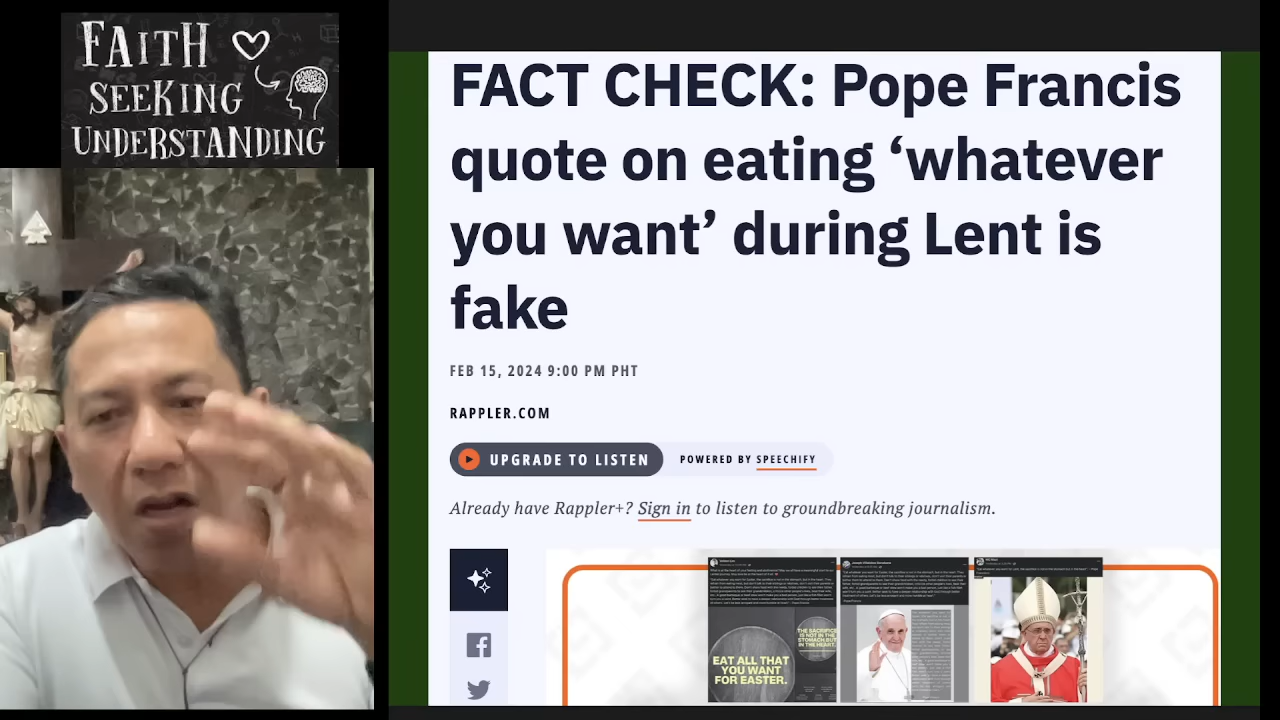 FAITH
SEEKING
UNDERSTANDING
FACT CHECK: Pope Francis
quote on eating ‘whatever
you want’ during Lent is
fake
FEB 15, 2024 9:00 PM PHT
RAPPLER.COM
UPGRADE TO LISTEN
POWERED BY SPEECHIFY
Already have Rappler+? Sign in to listen to groundbreaking journalism.
THE SACRIFICE
IS NOT IN THE
STOMACH, BUT
IN THE HEART.
EAT ALL THAT
YOU WANT
FOR EASTER.